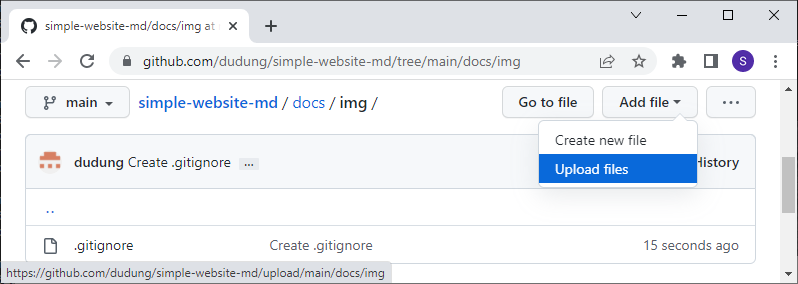 simple-website-md/docs/img at
github.com/dudung/simple-website-md/tree/main/docs/img
S
main simple-website-md / docs / img / Go to file Add file ...
Create new file
dudung Create .gitignore ... History
Upload files
..
.gitignore Create .gitignore 15 seconds ago
https://github.com/dudung/simple-website-md/upload/main/docs/img